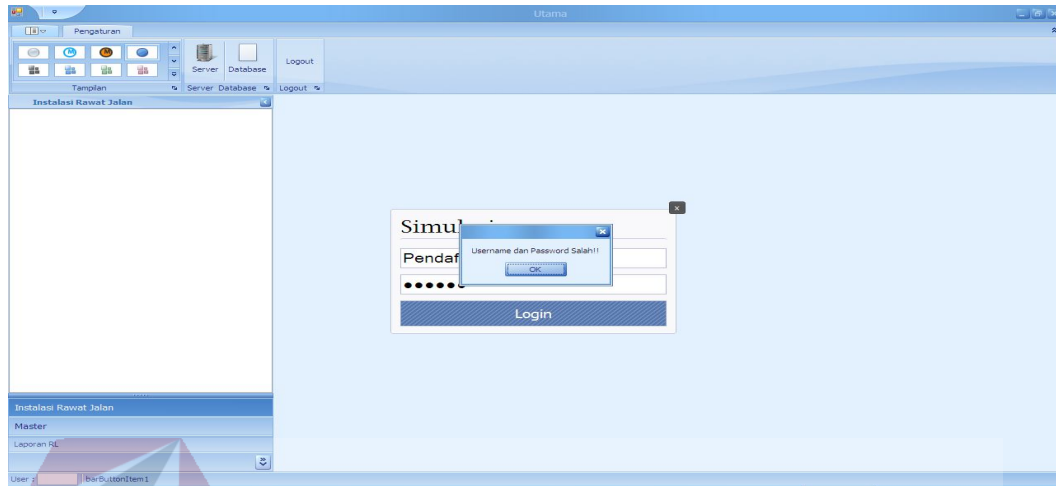 Utama
Pengaturan
Server
Database
Logout
Tampilan
Server Database
Logout
Instalasi Rawat Jalan
Simul
Username dan Password Salah!!
Pendaf
OK
Login
Instalasi Rawat Jalan
Master
Laporan RL
User :
barButtonItem1